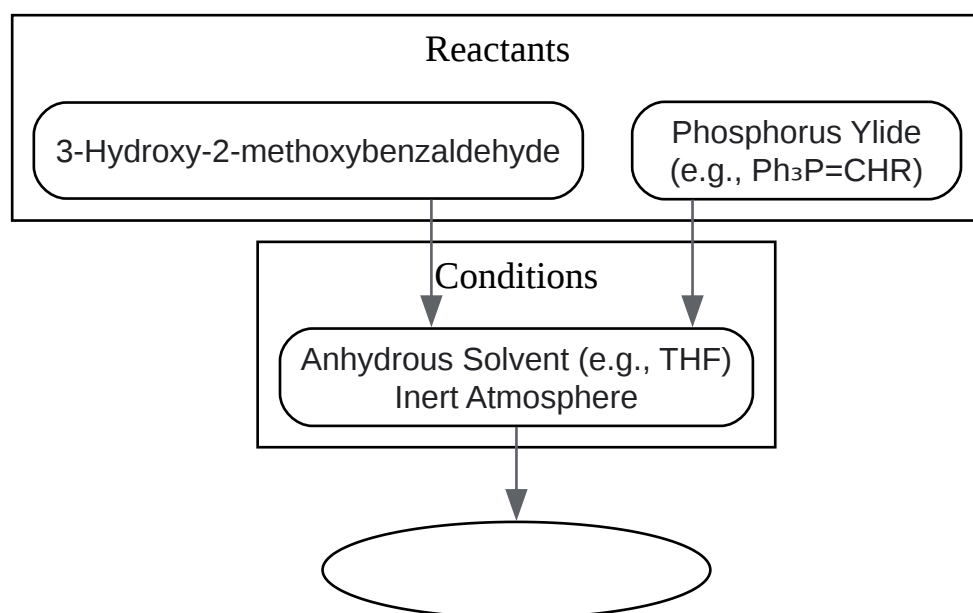 Reactants
3-Hydroxy-2-methoxybenzaldehyde
Phosphorus Ylide
(e.g., Ph₃P=CHR)
Conditions
Anhydrous Solvent (e.g., THF)
Inert Atmosphere